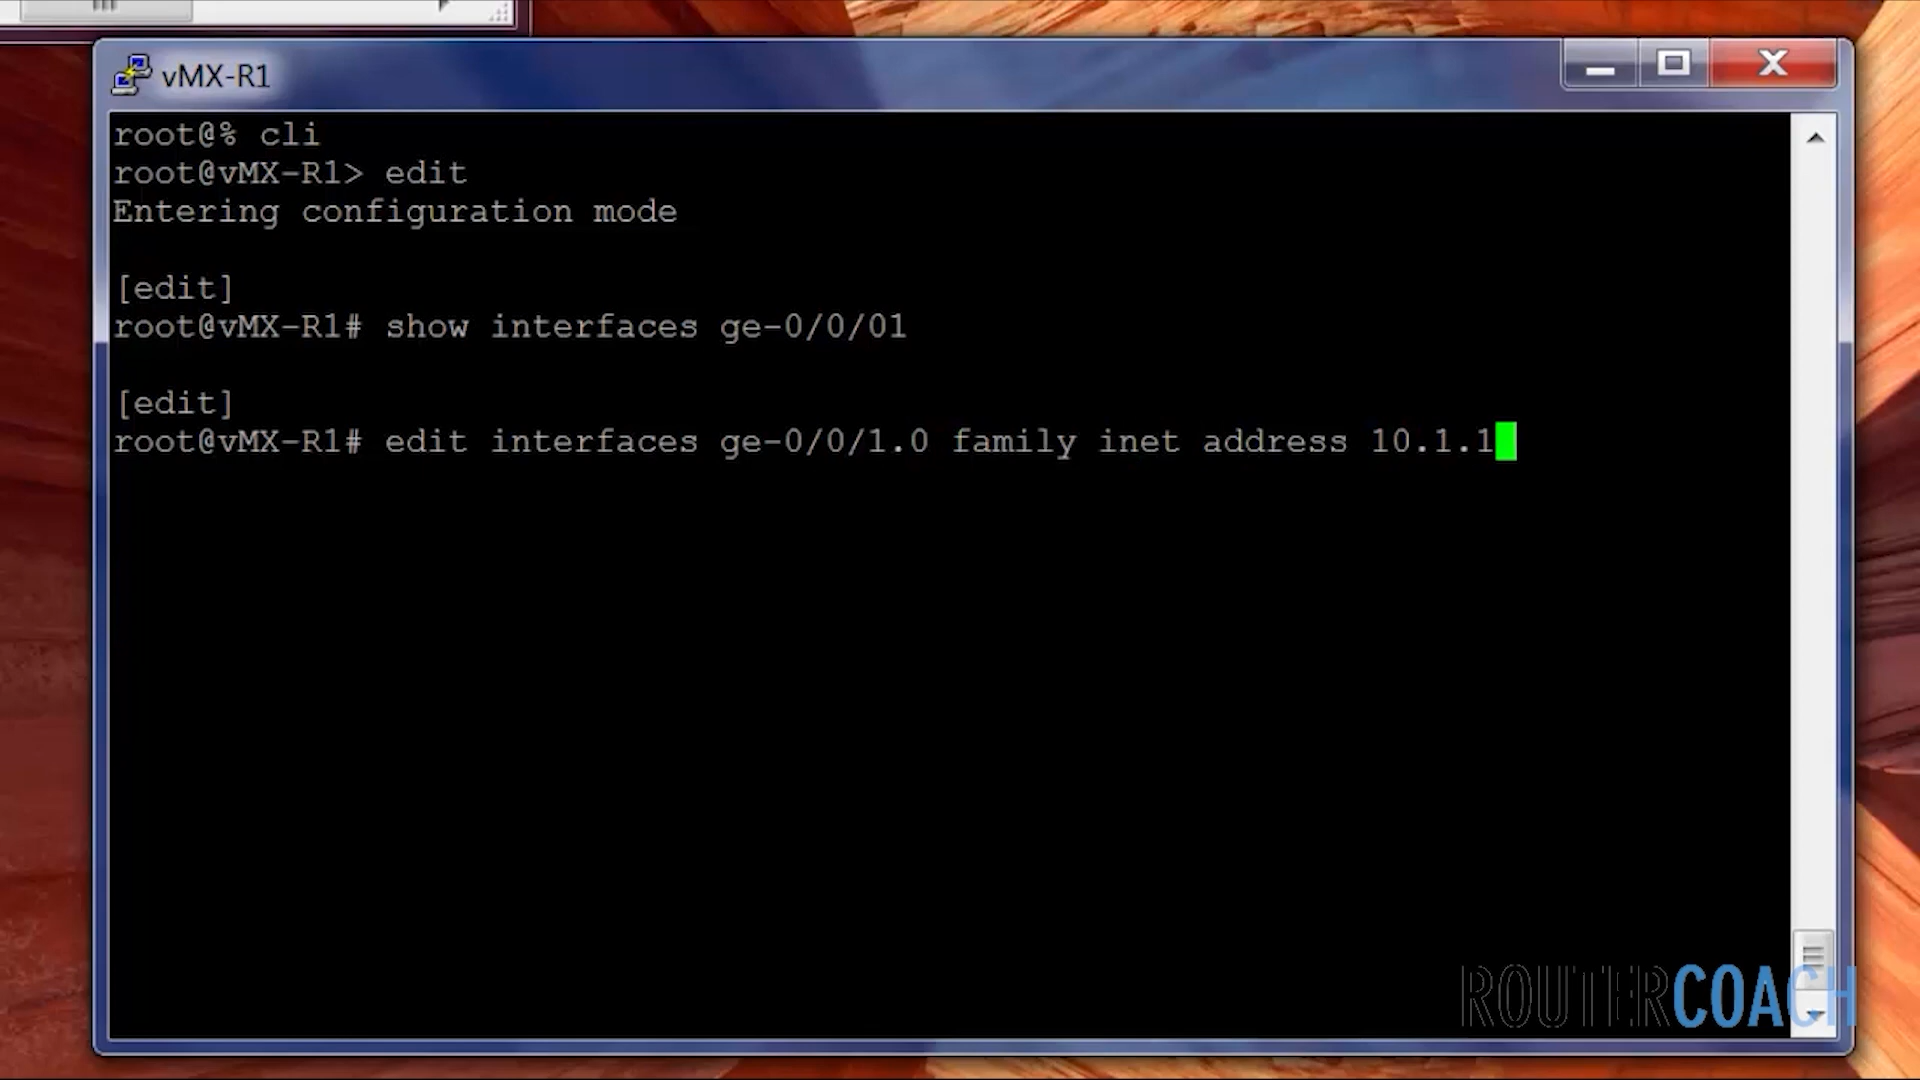 vMX-R1
root@% cli
root@vMX-R1> edit
Entering configuration mode
[edit]
root@vMX-R1# show interfaces ge-0/0/01
[edit]
root@vMX-R1# edit interfaces ge-0/0/1.0 family inet address 10.1.1
ROUTERCOACH